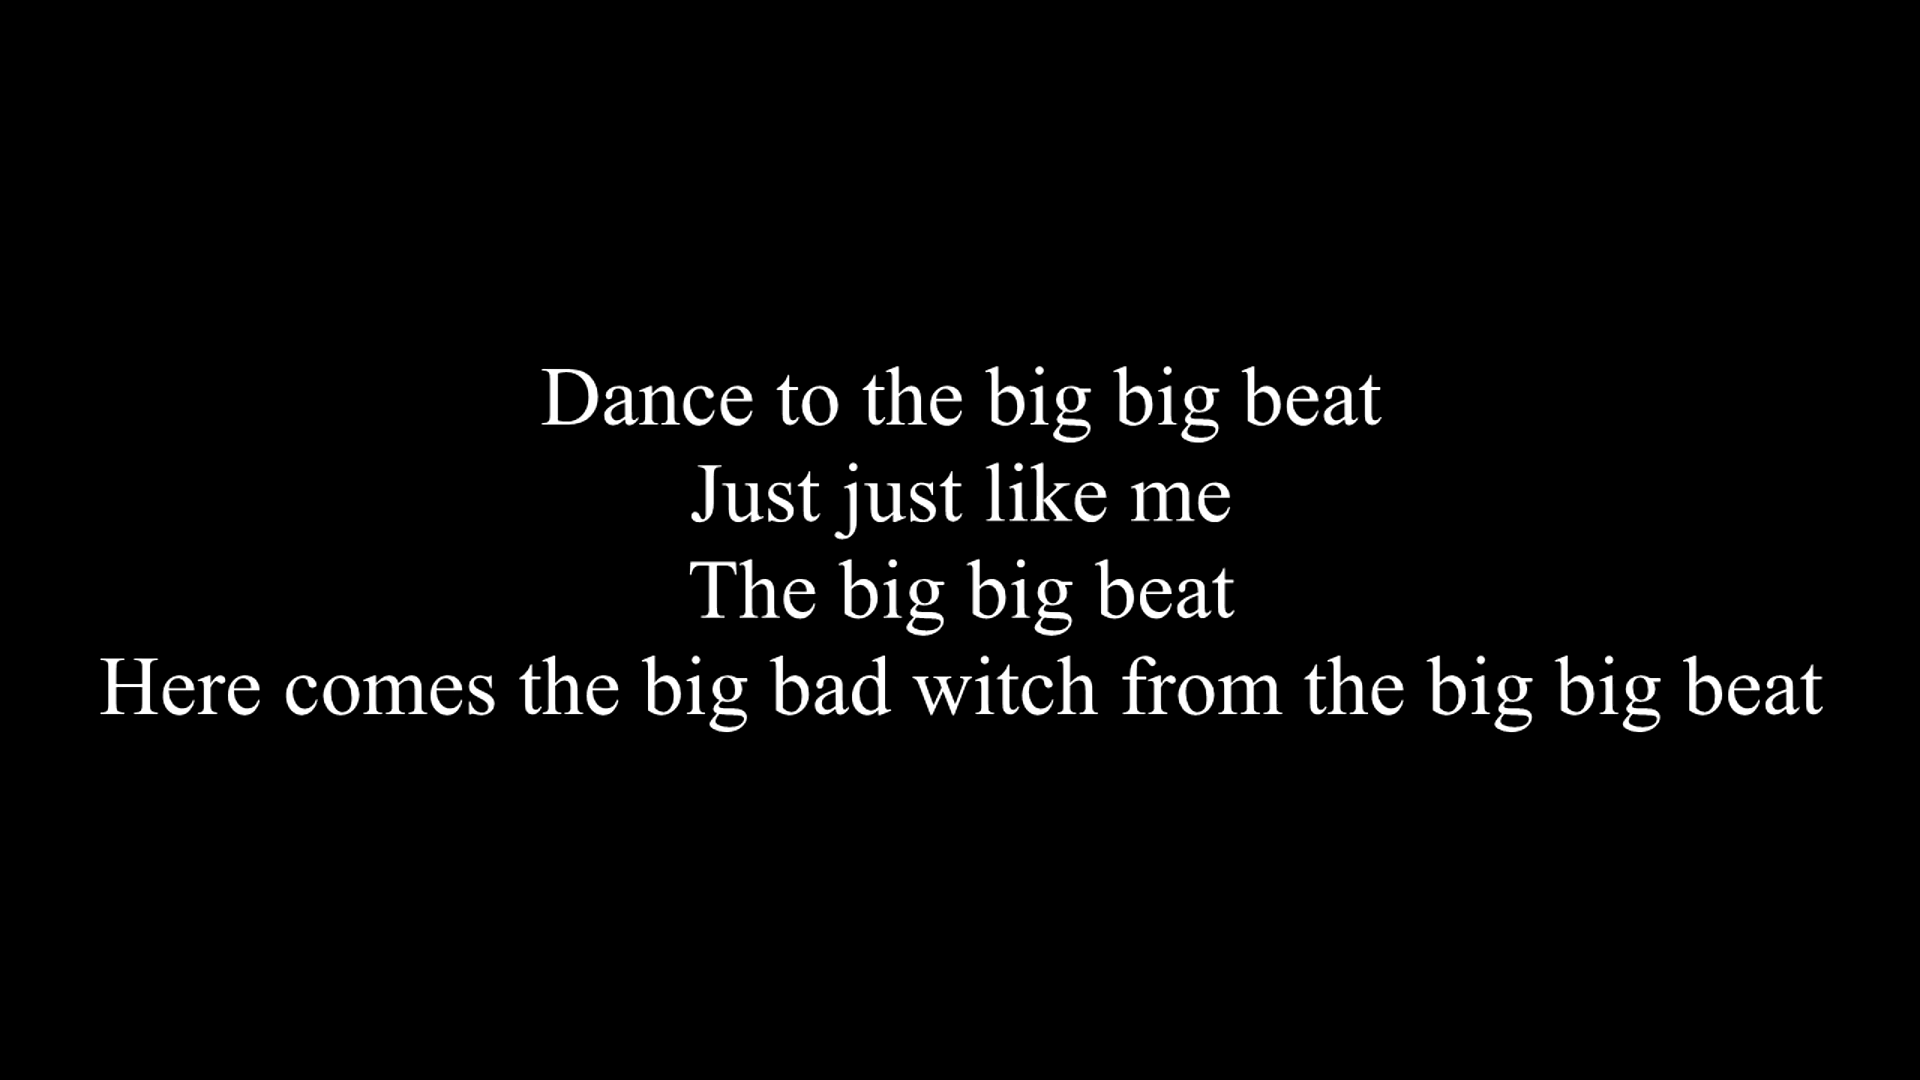 Dance to the big big beat
Just just like me
The big big beat
Here comes the big bad witch from the big big beat